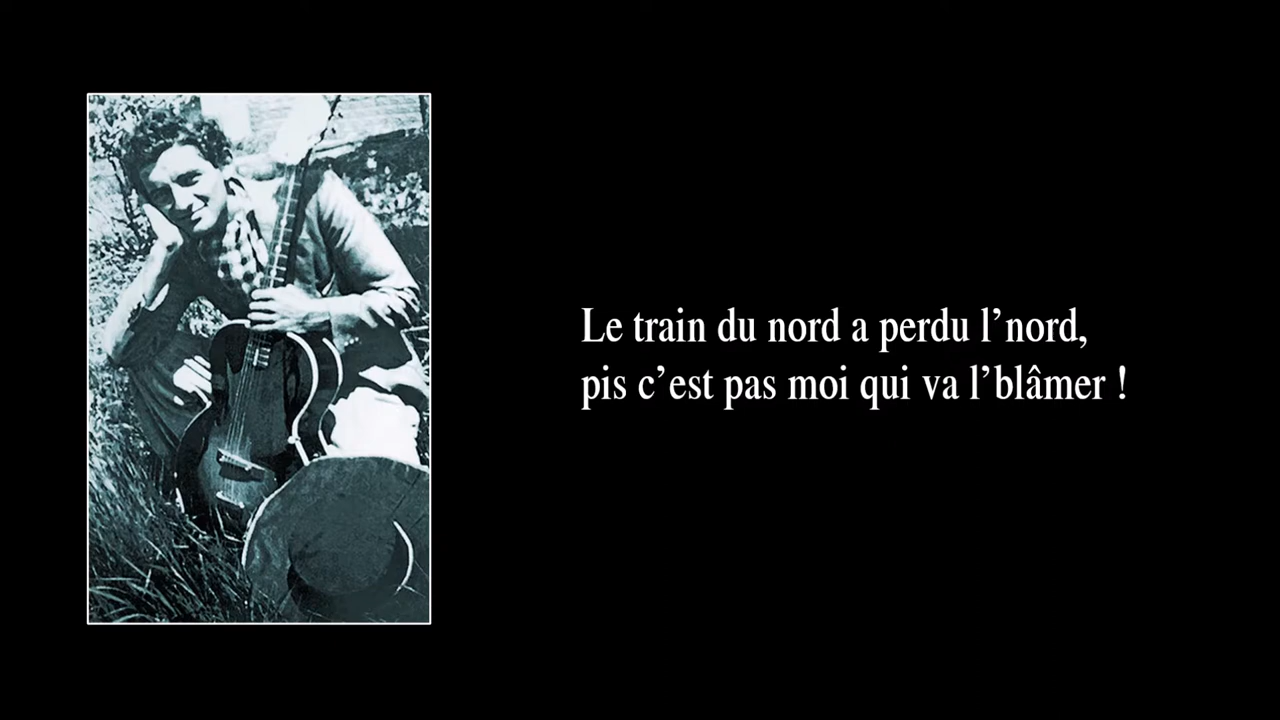 Le train du nord a perdu l’nord,
pis c’est pas moi qui va l’blâmer !